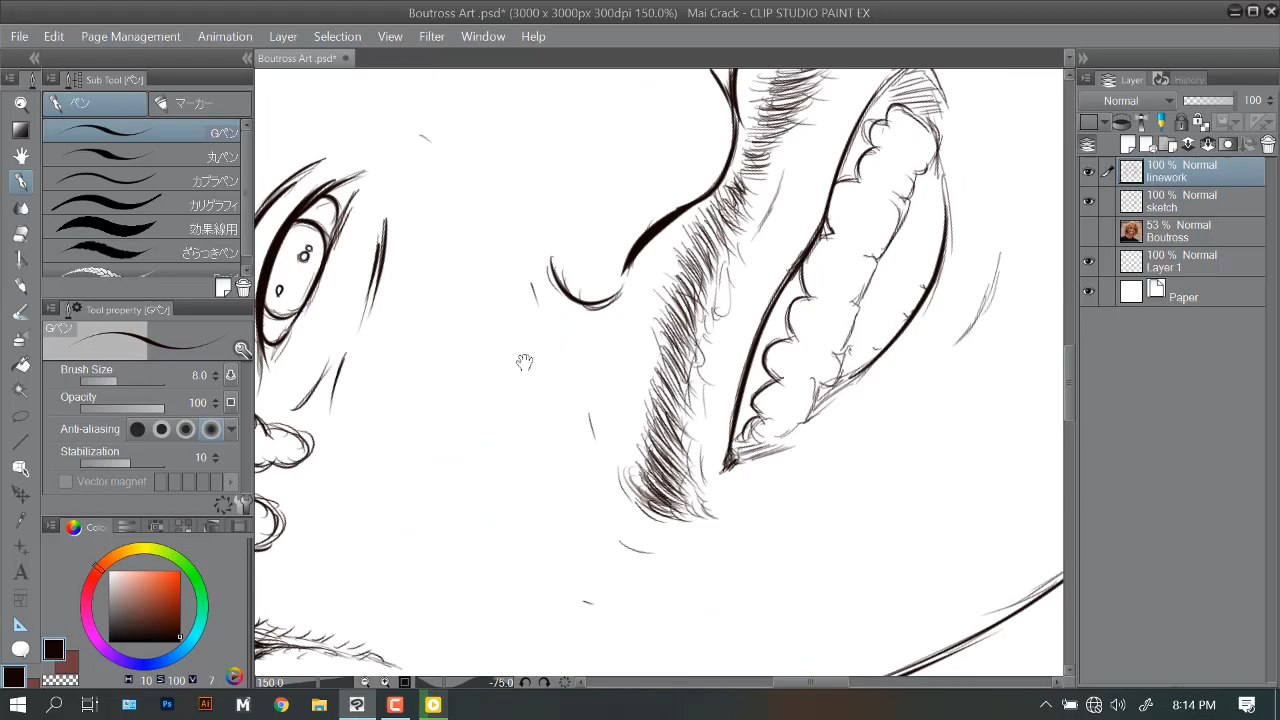 Boutross Art .psd* (3000 x 3000px 300dpi 150.0%)   Mai Crack - CLIP STUDIO PAINT EX
File Edit Page Management Animation Layer Selection View Filter Window Help
Boutross Art .psd*
Sub Tool [ペン]
ペン マーカー
Gペン
丸ペン
カブラペン
カリグラフィ
効果線用
ざらつきペン
Tool property [Gペン]
Gペン
Brush Size 8.0
Opacity 100
Anti-aliasing
Stabilization 10
Vector magnet
Color
H 10 S 100 V 7
150.0 -75.0
Layer History
Normal 100
100 % Normal
linework
100 % Normal
sketch
53 % Normal
Boutross
100 % Normal
Layer 1
Paper
8:14 PM